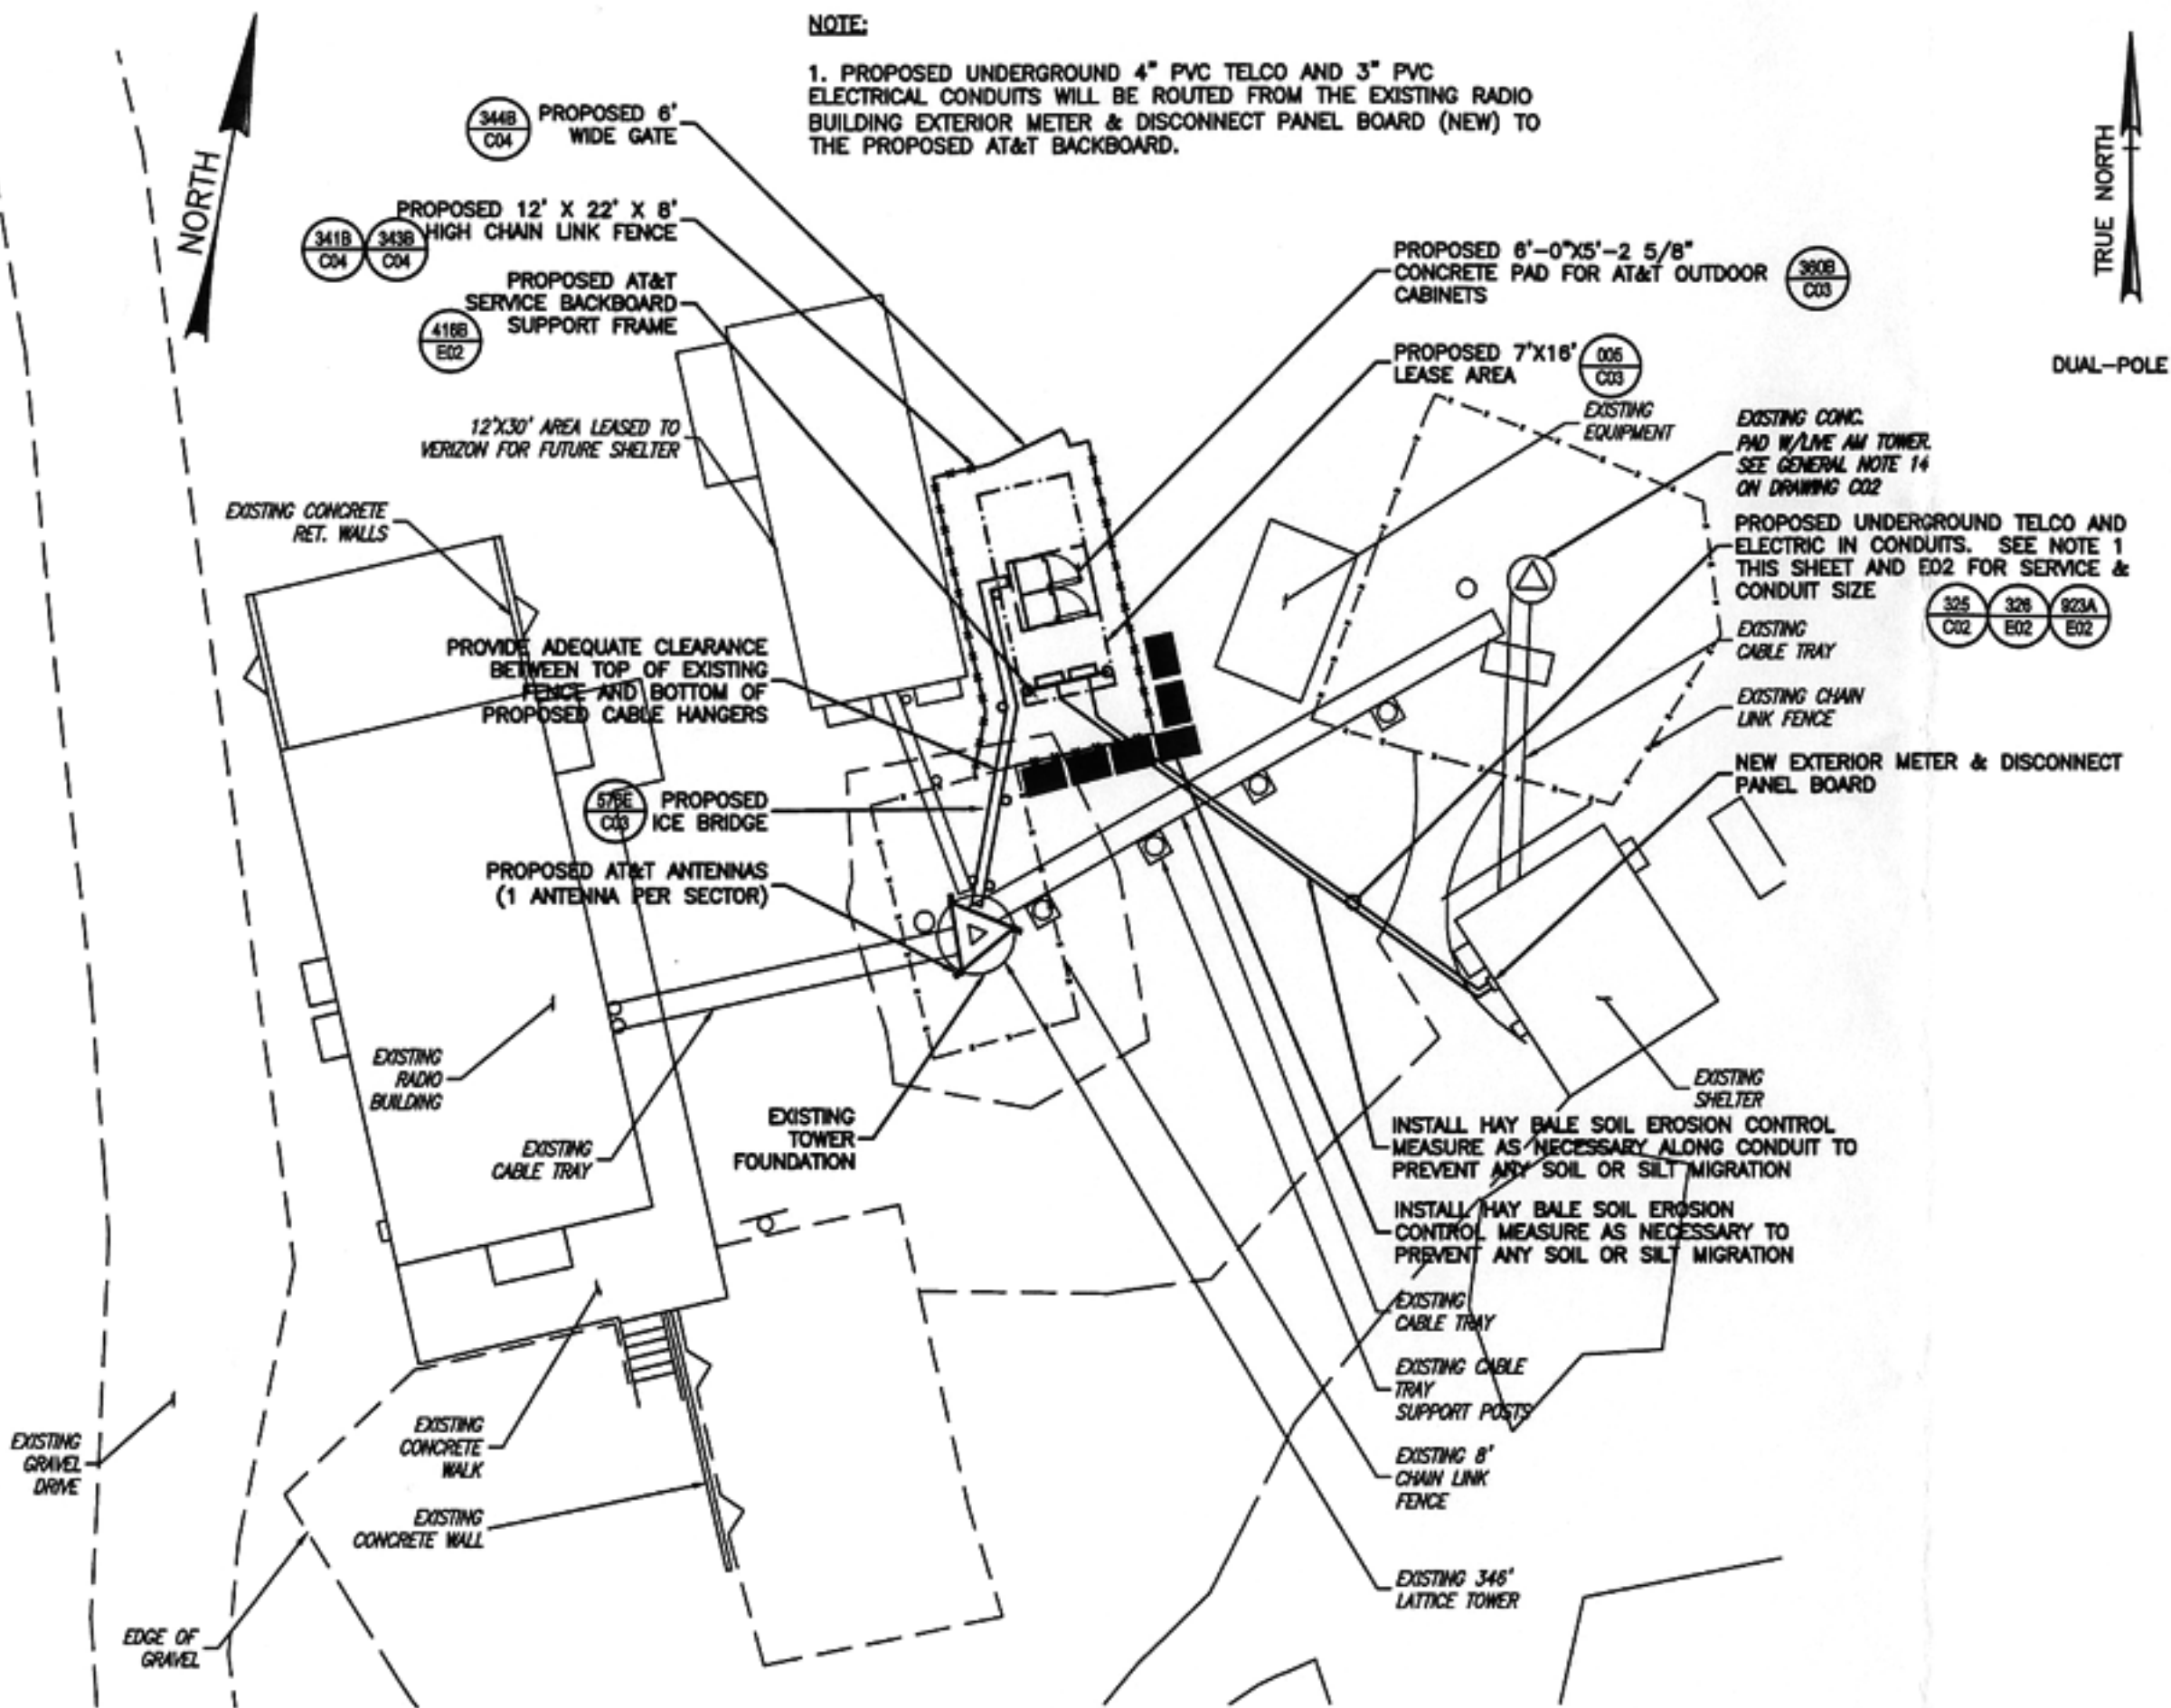 NOTE:
1. PROPOSED UNDERGROUND 4" PVC TELCO AND 3" PVC
ELECTRICAL CONDUITS WILL BE ROUTED FROM THE EXISTING RADIO
BUILDING EXTERIOR METER & DISCONNECT PANEL BOARD (NEW) TO
THE PROPOSED AT&T BACKBOARD.
NORTH
TRUE NORTH
DUAL-POLE
344B
C04
PROPOSED 6'
WIDE GATE
341B
C04
343B
C04
PROPOSED 12' X 22' X 8'
HIGH CHAIN LINK FENCE
416B
E02
PROPOSED AT&T
SERVICE BACKBOARD
SUPPORT FRAME
12'X30' AREA LEASED TO
VERIZON FOR FUTURE SHELTER
EXISTING CONCRETE
RET. WALLS
PROVIDE ADEQUATE CLEARANCE
BETWEEN TOP OF EXISTING
FENCE AND BOTTOM OF
PROPOSED CABLE HANGERS
576E
C03
PROPOSED
ICE BRIDGE
PROPOSED AT&T ANTENNAS
(1 ANTENNA PER SECTOR)
EXISTING
RADIO
BUILDING
EXISTING
CABLE TRAY
EXISTING
TOWER
FOUNDATION
EXISTING
GRAVEL
DRIVE
EXISTING
CONCRETE
WALK
EXISTING
CONCRETE WALL
EDGE OF
GRAVEL
PROPOSED 6'-0"X5'-2 5/8"
CONCRETE PAD FOR AT&T OUTDOOR
CABINETS
360B
C03
PROPOSED 7'X16'
LEASE AREA
005
C03
EXISTING
EQUIPMENT
EXISTING CONC.
PAD W/LIVE AM TOWER.
SEE GENERAL NOTE 14
ON DRAWING C02
PROPOSED UNDERGROUND TELCO AND
ELECTRIC IN CONDUITS. SEE NOTE 1
THIS SHEET AND E02 FOR SERVICE &
CONDUIT SIZE
325
C02
326
E02
923A
E02
EXISTING
CABLE TRAY
EXISTING CHAIN
LINK FENCE
NEW EXTERIOR METER & DISCONNECT
PANEL BOARD
EXISTING
SHELTER
INSTALL HAY BALE SOIL EROSION CONTROL
MEASURE AS NECESSARY ALONG CONDUIT TO
PREVENT ANY SOIL OR SILT MIGRATION
INSTALL HAY BALE SOIL EROSION
CONTROL MEASURE AS NECESSARY TO
PREVENT ANY SOIL OR SILT MIGRATION
EXISTING
CABLE TRAY
EXISTING CABLE
TRAY
SUPPORT POSTS
EXISTING 8'
CHAIN LINK
FENCE
EXISTING 346'
LATTICE TOWER